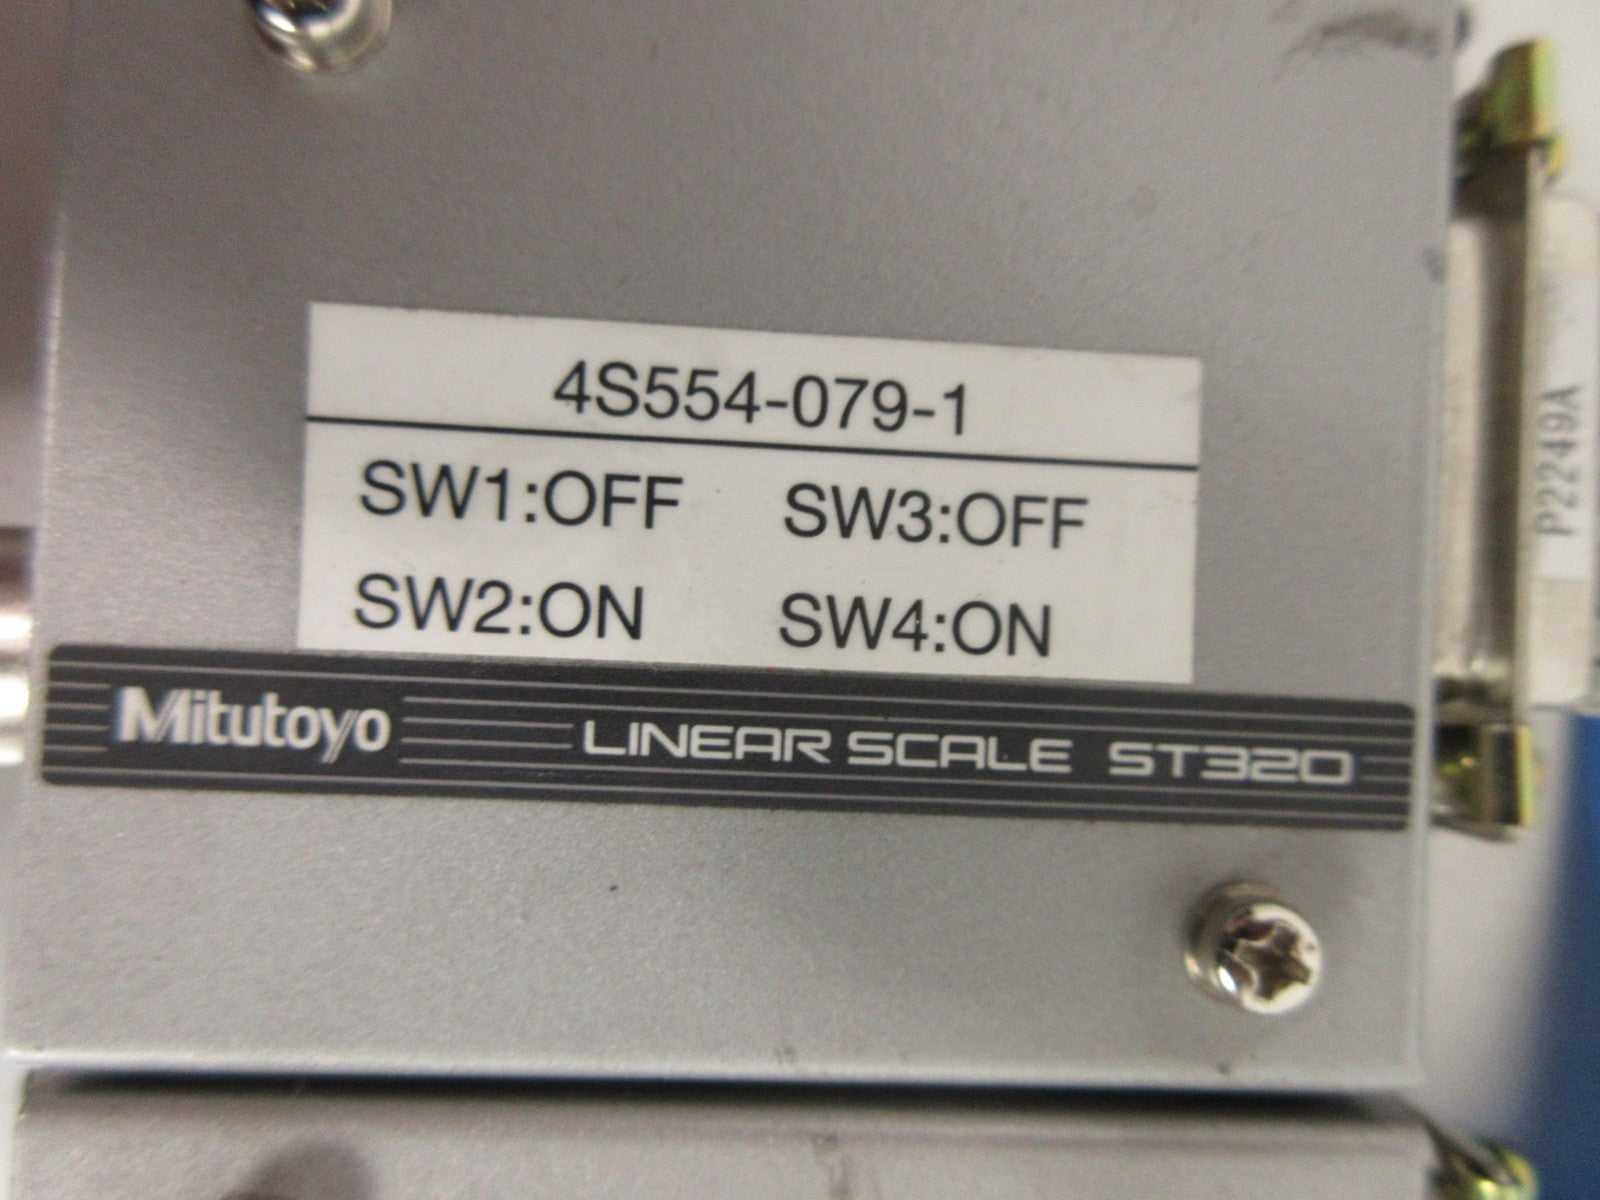 4S554-079-1
SW1:OFF SW3:OFF
SW2:ON SW4:ON
Mitutoyo LINEAR SCALE ST320
P2249A